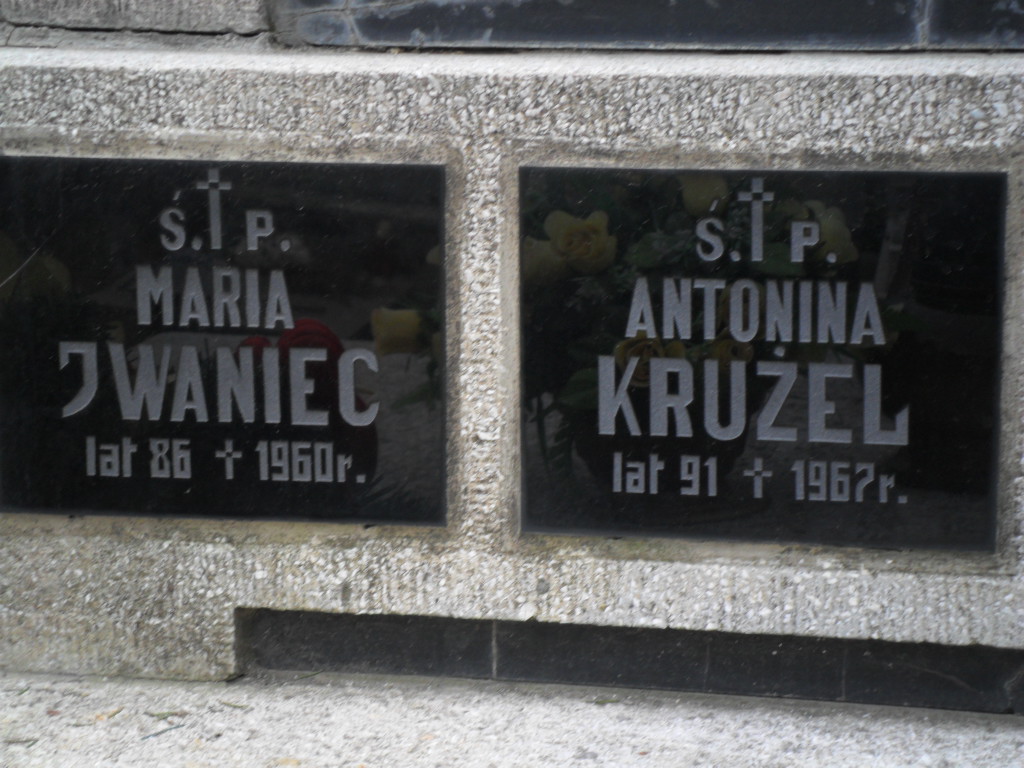 Ś. † P.
MARIA
JWANIEC
lat 86 † 1960r.
Ś. † P.
ANTONINA
KRUŻEL
lat 91 † 1967r.